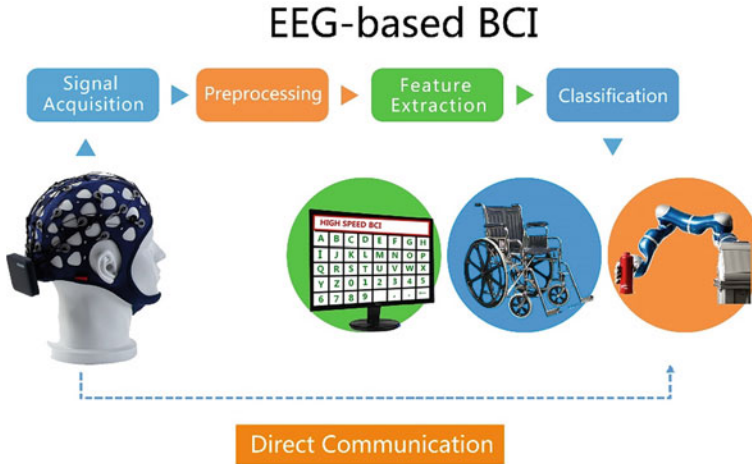 EEG-based BCI
Signal
Acquisition
Preprocessing
Feature
Extraction
Classification
HIGH SPEED BCI
A B C D E F G H
I J K L M N O P
Q R S T U V W X
Y Z 0 1 2 3 4 5
6 7 8 9
Direct Communication